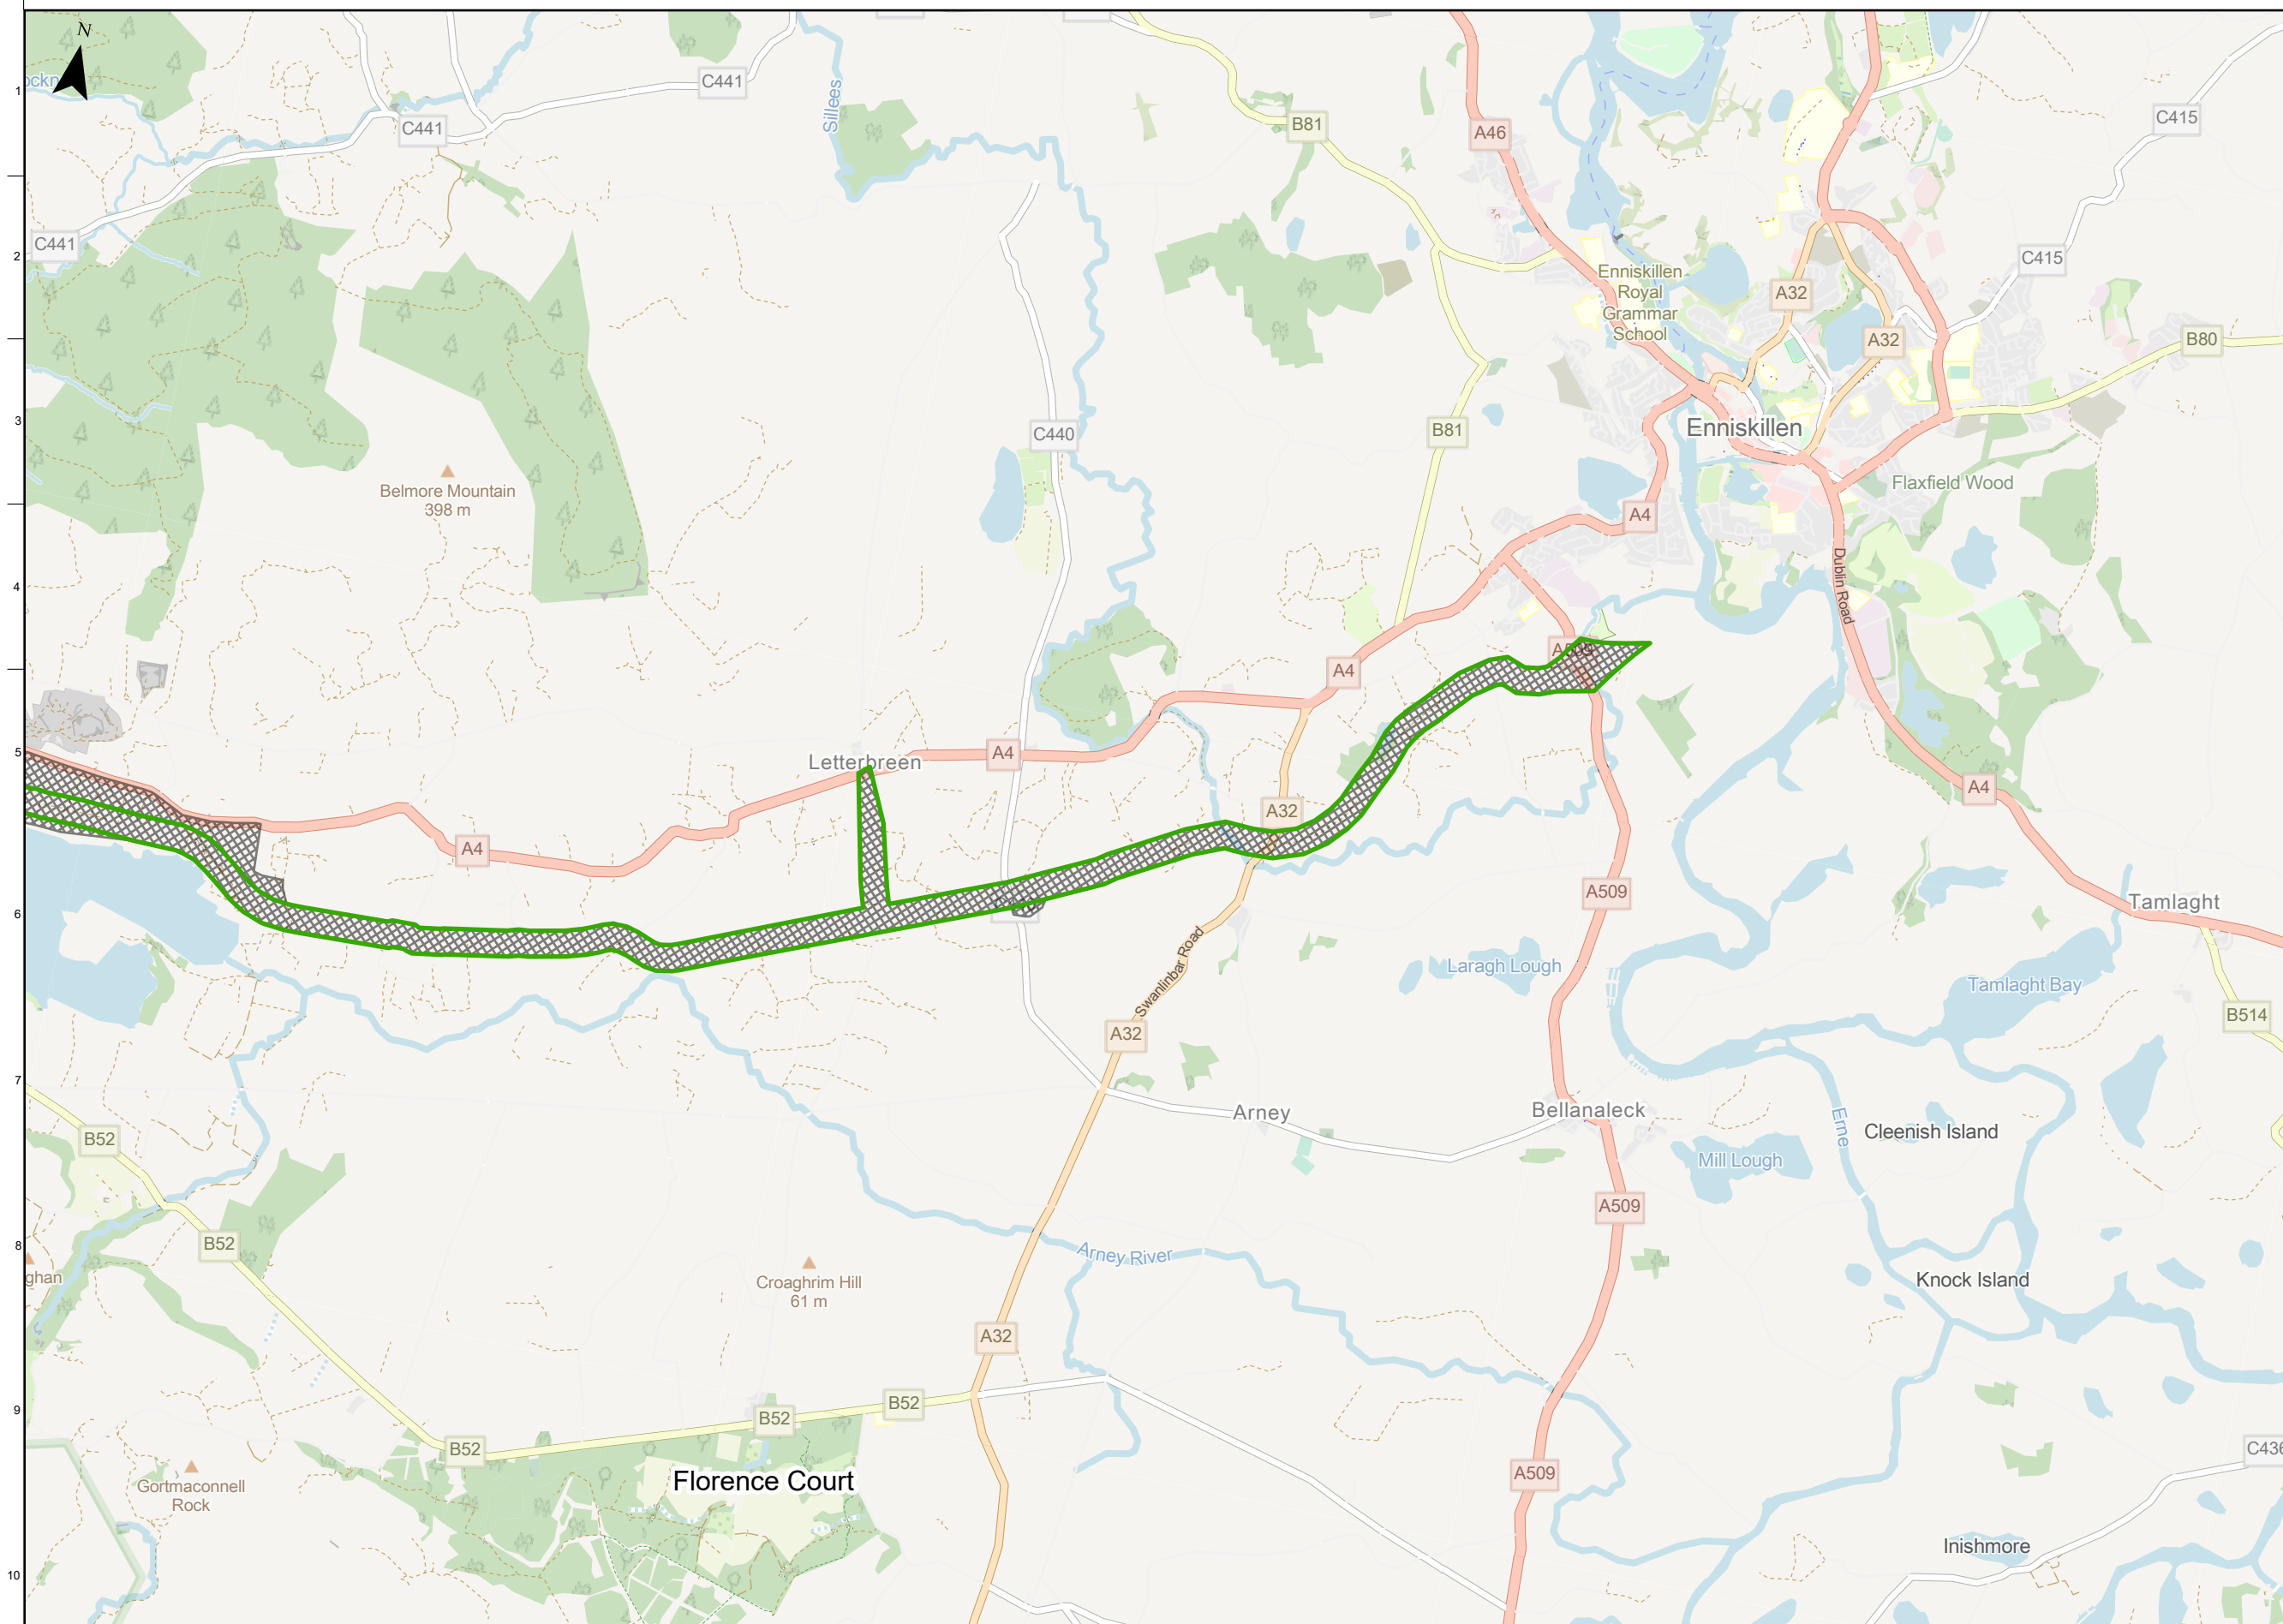 N
1
2
3
4
5
6
7
8
9
10
C441
Sillees
B81
A46
C415
C441
C441
C415
Enniskillen
Royal
Grammar
School
A32
A32
B80
C440
B81
Enniskillen
Flaxfield Wood
Belmore Mountain
398 m
A4
Dublin Road
A509
A4
Letterbreen
A4
A4
A32
A4
A509
Tamlaght
Swanlinbar Road
Laragh Lough
Tamlaght Bay
B514
A32
Arney
Bellanaleck
Erne
Cleenish Island
B52
Mill Lough
A509
B52
Arney River
Croaghrim Hill
61 m
Knock Island
ghan
A32
B52
B52
B52
C436
Gortmaconnell
Rock
Florence Court
A509
Inishmore